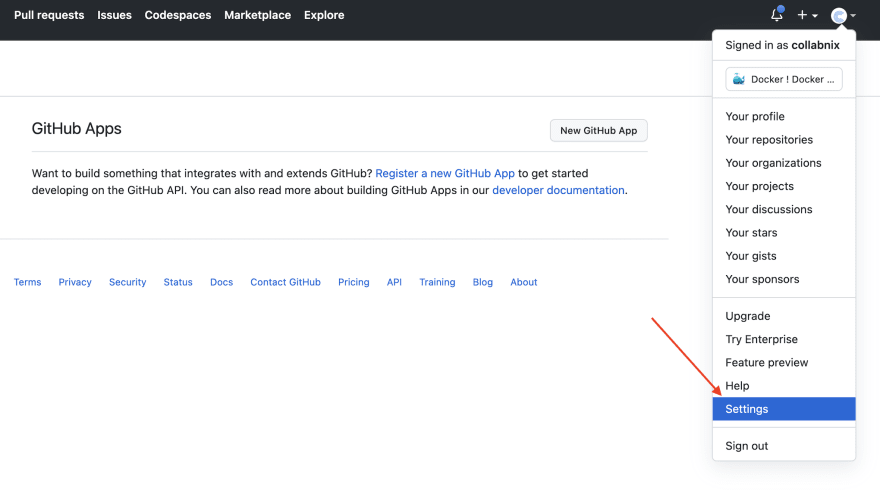 Pull requests Issues Codespaces Marketplace Explore
Signed in as collabnix
Docker ! Docker ...
Your profile
Your repositories
Your organizations
Your projects
Your discussions
Your stars
Your gists
Your sponsors
Upgrade
Try Enterprise
Feature preview
Help
Settings
Sign out
GitHub Apps
New GitHub App
Want to build something that integrates with and extends GitHub? Register a new GitHub App to get started
developing on the GitHub API. You can also read more about building GitHub Apps in our developer documentation.
Terms Privacy Security Status Docs Contact GitHub Pricing API Training Blog About